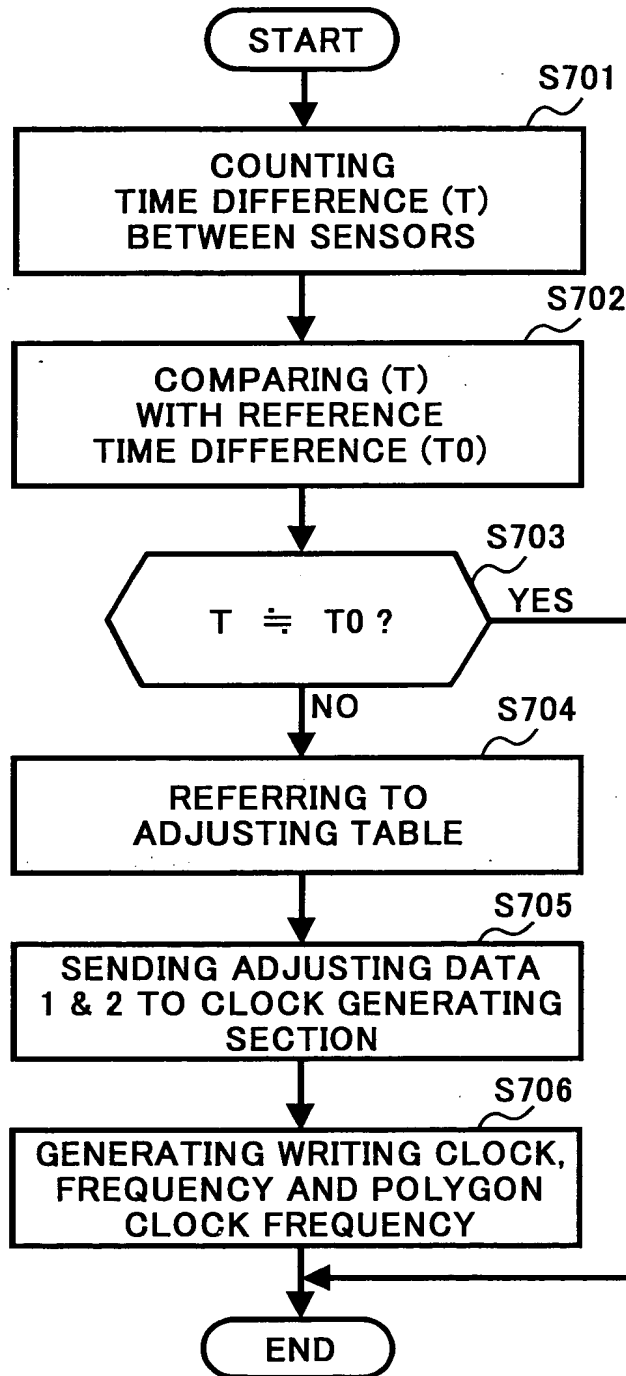 START
S701
COUNTING
TIME DIFFERENCE (T)
BETWEEN SENSORS
S702
COMPARING (T)
WITH REFERENCE
TIME DIFFERENCE (T0)
S703
T ≒ T0 ?
YES
NO
S704
REFERRING TO
ADJUSTING TABLE
S705
SENDING ADJUSTING DATA
1 & 2 TO CLOCK GENERATING
SECTION
S706
GENERATING WRITING CLOCK,
FREQUENCY AND POLYGON
CLOCK FREQUENCY
END